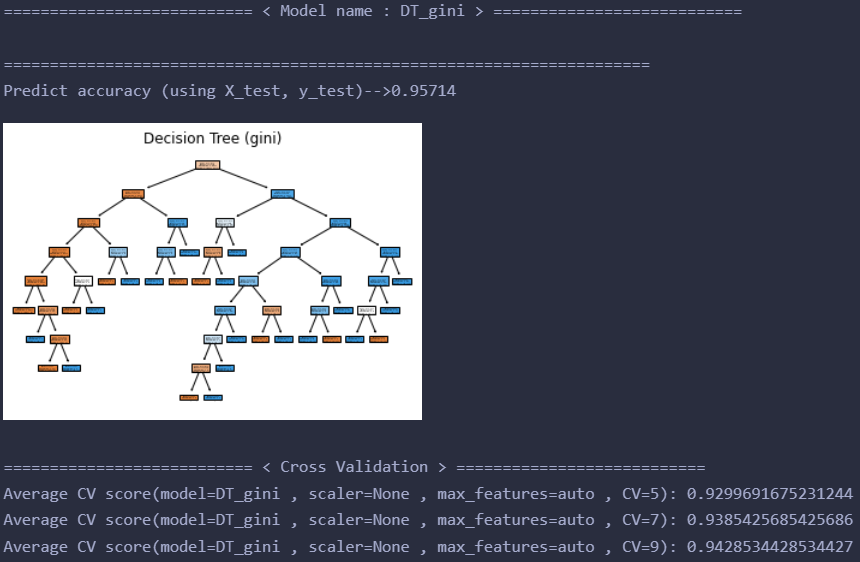 =========================== < Model name : DT_gini > ===========================
======================================================================
Predict accuracy (using X_test, y_test)-->0.95714
Decision Tree (gini)
=========================== < Cross Validation > ===========================
Average CV score(model=DT_gini , scaler=None , max_features=auto , CV=5): 0.9299691675231244
Average CV score(model=DT_gini , scaler=None , max_features=auto , CV=7): 0.9385425685425686
Average CV score(model=DT_gini , scaler=None , max_features=auto , CV=9): 0.9428534428534427